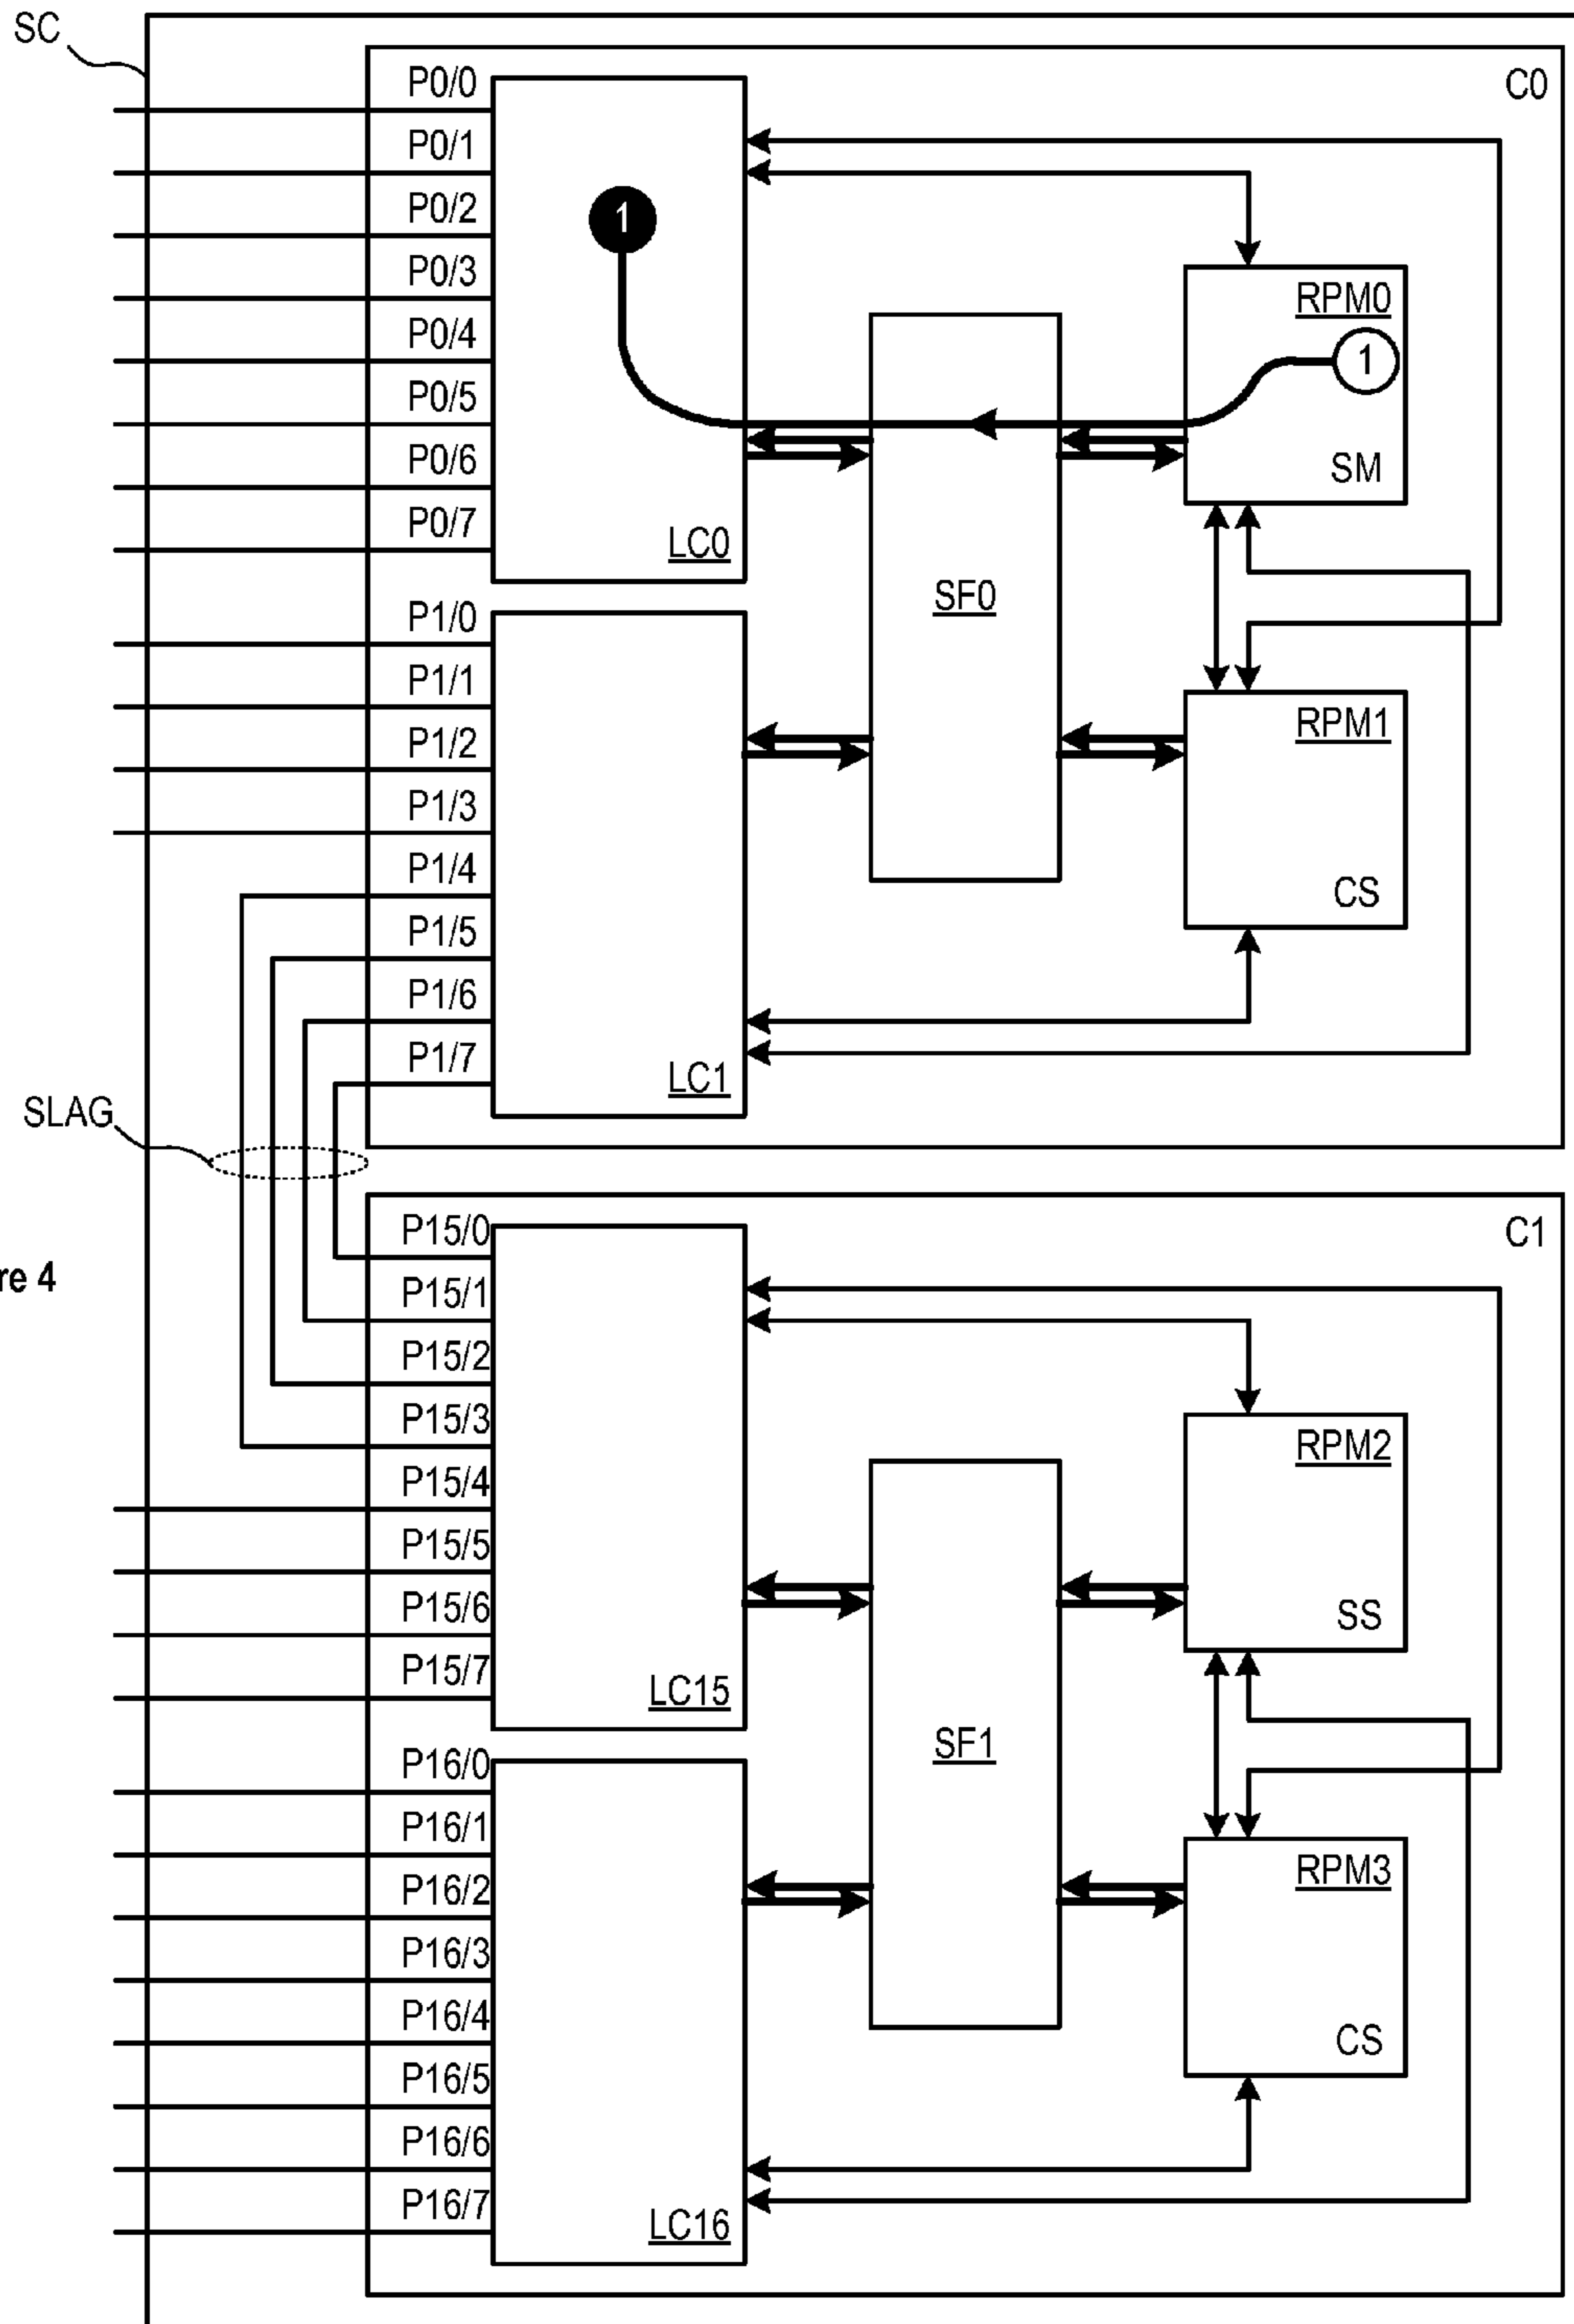 SC
C0
P0/0
P0/1
P0/2
P0/3
P0/4
P0/5
P0/6
P0/7
LC0
1
SF0
RPM0
1
SM
P1/0
P1/1
P1/2
P1/3
P1/4
P1/5
P1/6
P1/7
LC1
RPM1
CS
SLAG
re 4
C1
P15/0
P15/1
P15/2
P15/3
P15/4
P15/5
P15/6
P15/7
LC15
SF1
RPM2
SS
P16/0
P16/1
P16/2
P16/3
P16/4
P16/5
P16/6
P16/7
LC16
RPM3
CS